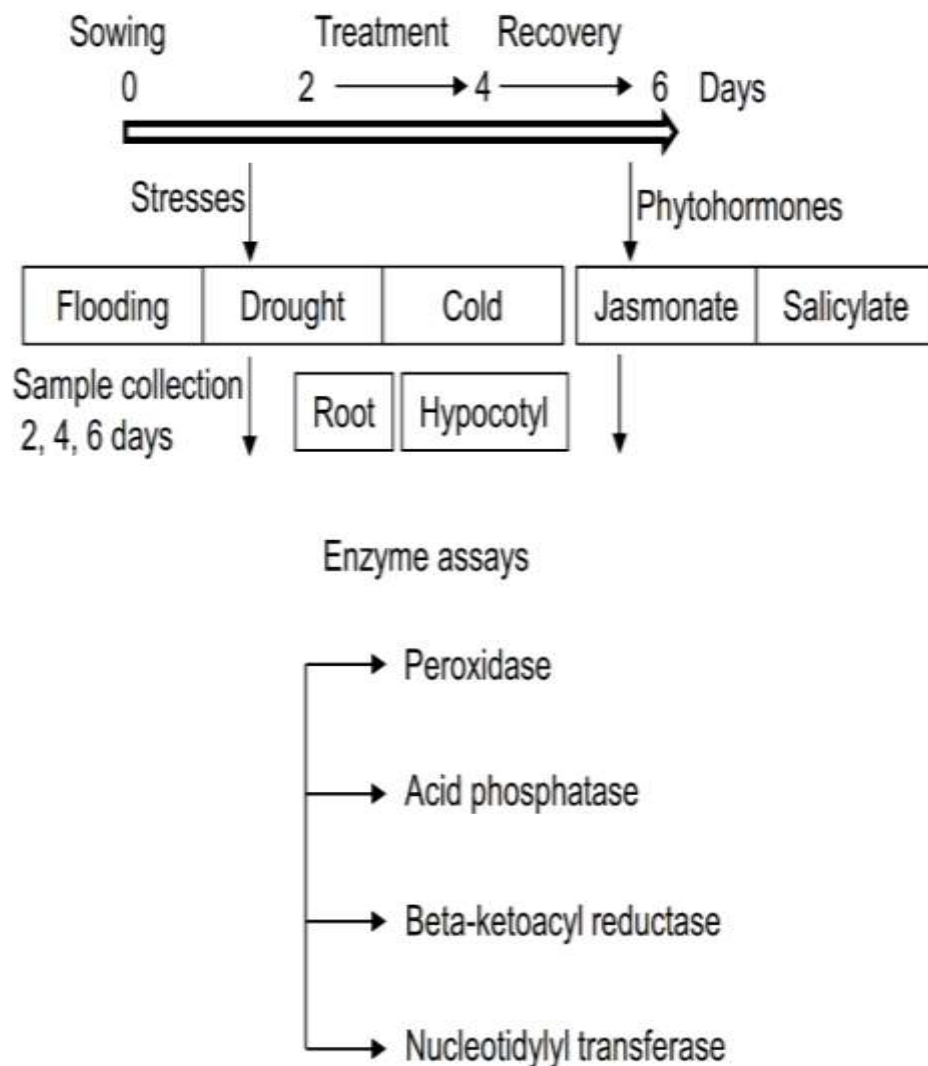 Sowing Treatment Recovery
0 2 4 6 Days
Stresses Phytohormones
Flooding Drought Cold Jasmonate Salicylate
Sample collection
2, 4, 6 days
Root Hypocotyl
Enzyme assays
Peroxidase
Acid phosphatase
Beta-ketoacyl reductase
Nucleotidylyl transferase